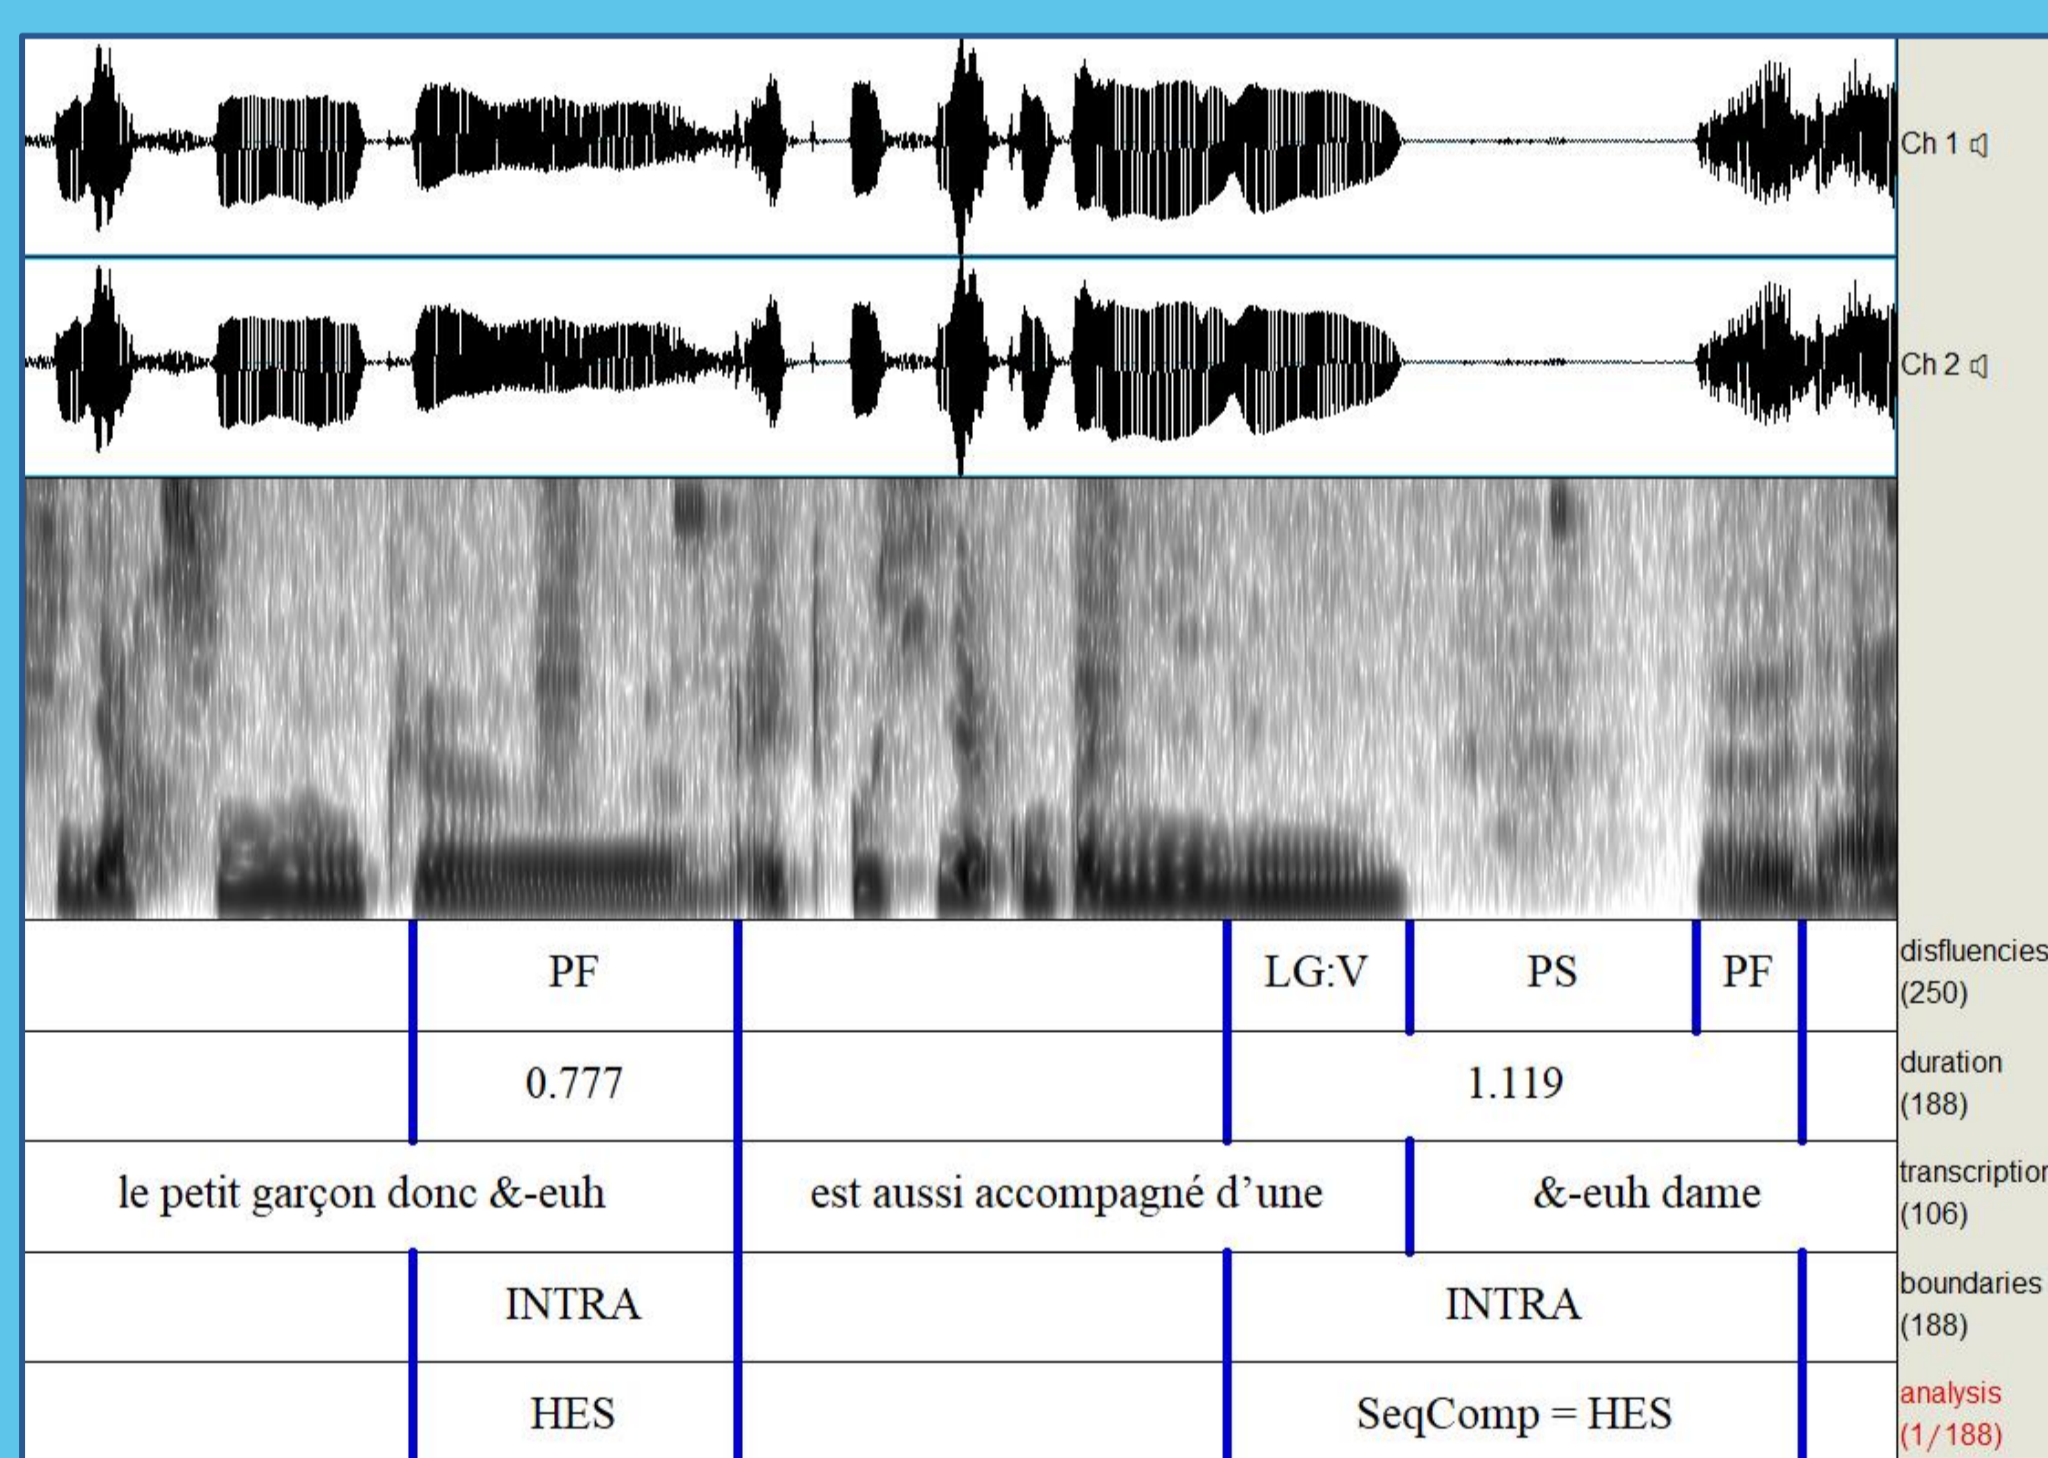 Ch 1
Ch 2
PF LG:V PS PF disfluencies
(250)
0.777 1.119 duration
(188)
le petit garçon donc &-euh est aussi accompagné d’une &-euh dame transcription
(106)
INTRA INTRA boundaries
(188)
HES SeqComp = HES analysis
(1/188)